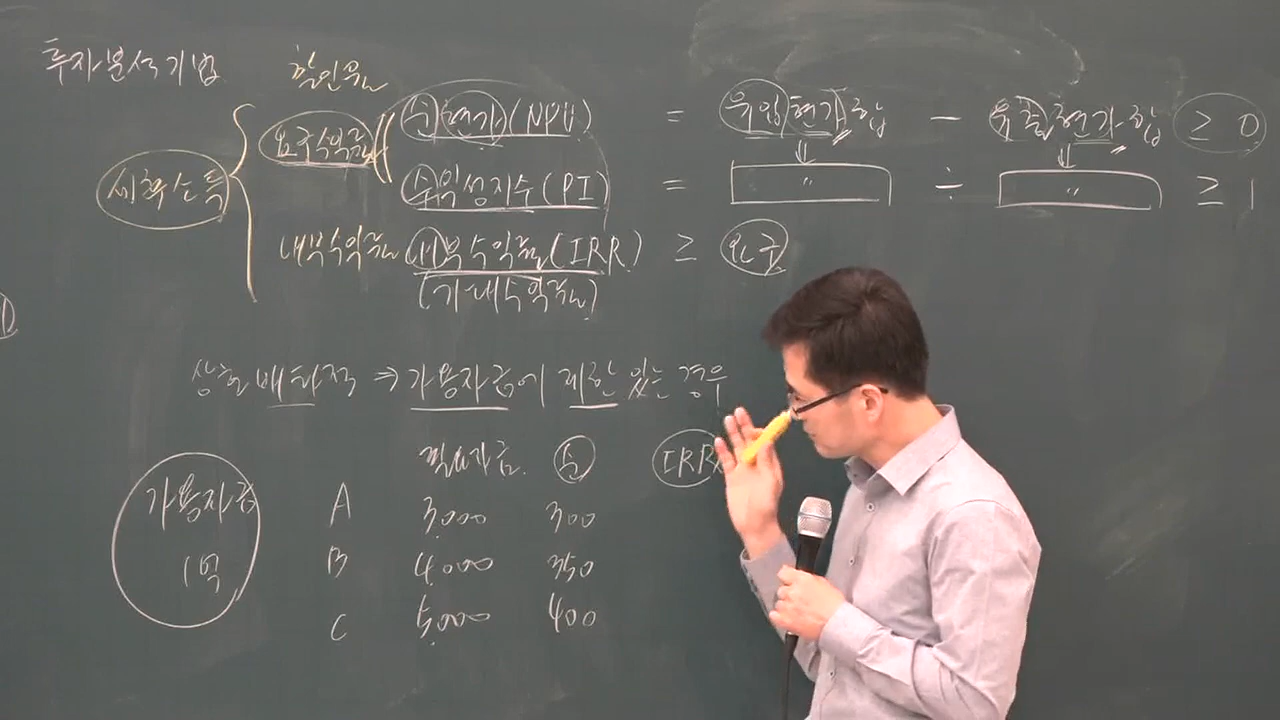 투자분석기법 할인율
세후소득
요구수익률 순현가(NPV) = 유입현가합 - 유출현가합 ≥ 0
수익성지수(PI) = 〃 ÷ 〃 ≥ 1
내부수익률 내부수익률(IRR) ≥ 요구
(기대수익률)
상호배타적 ⇒ 가용자금에 제한 있는 경우
필요자금 순 IRR
가용자금 A 3,000 300
1억 B 4,000 350
C 5,000 400